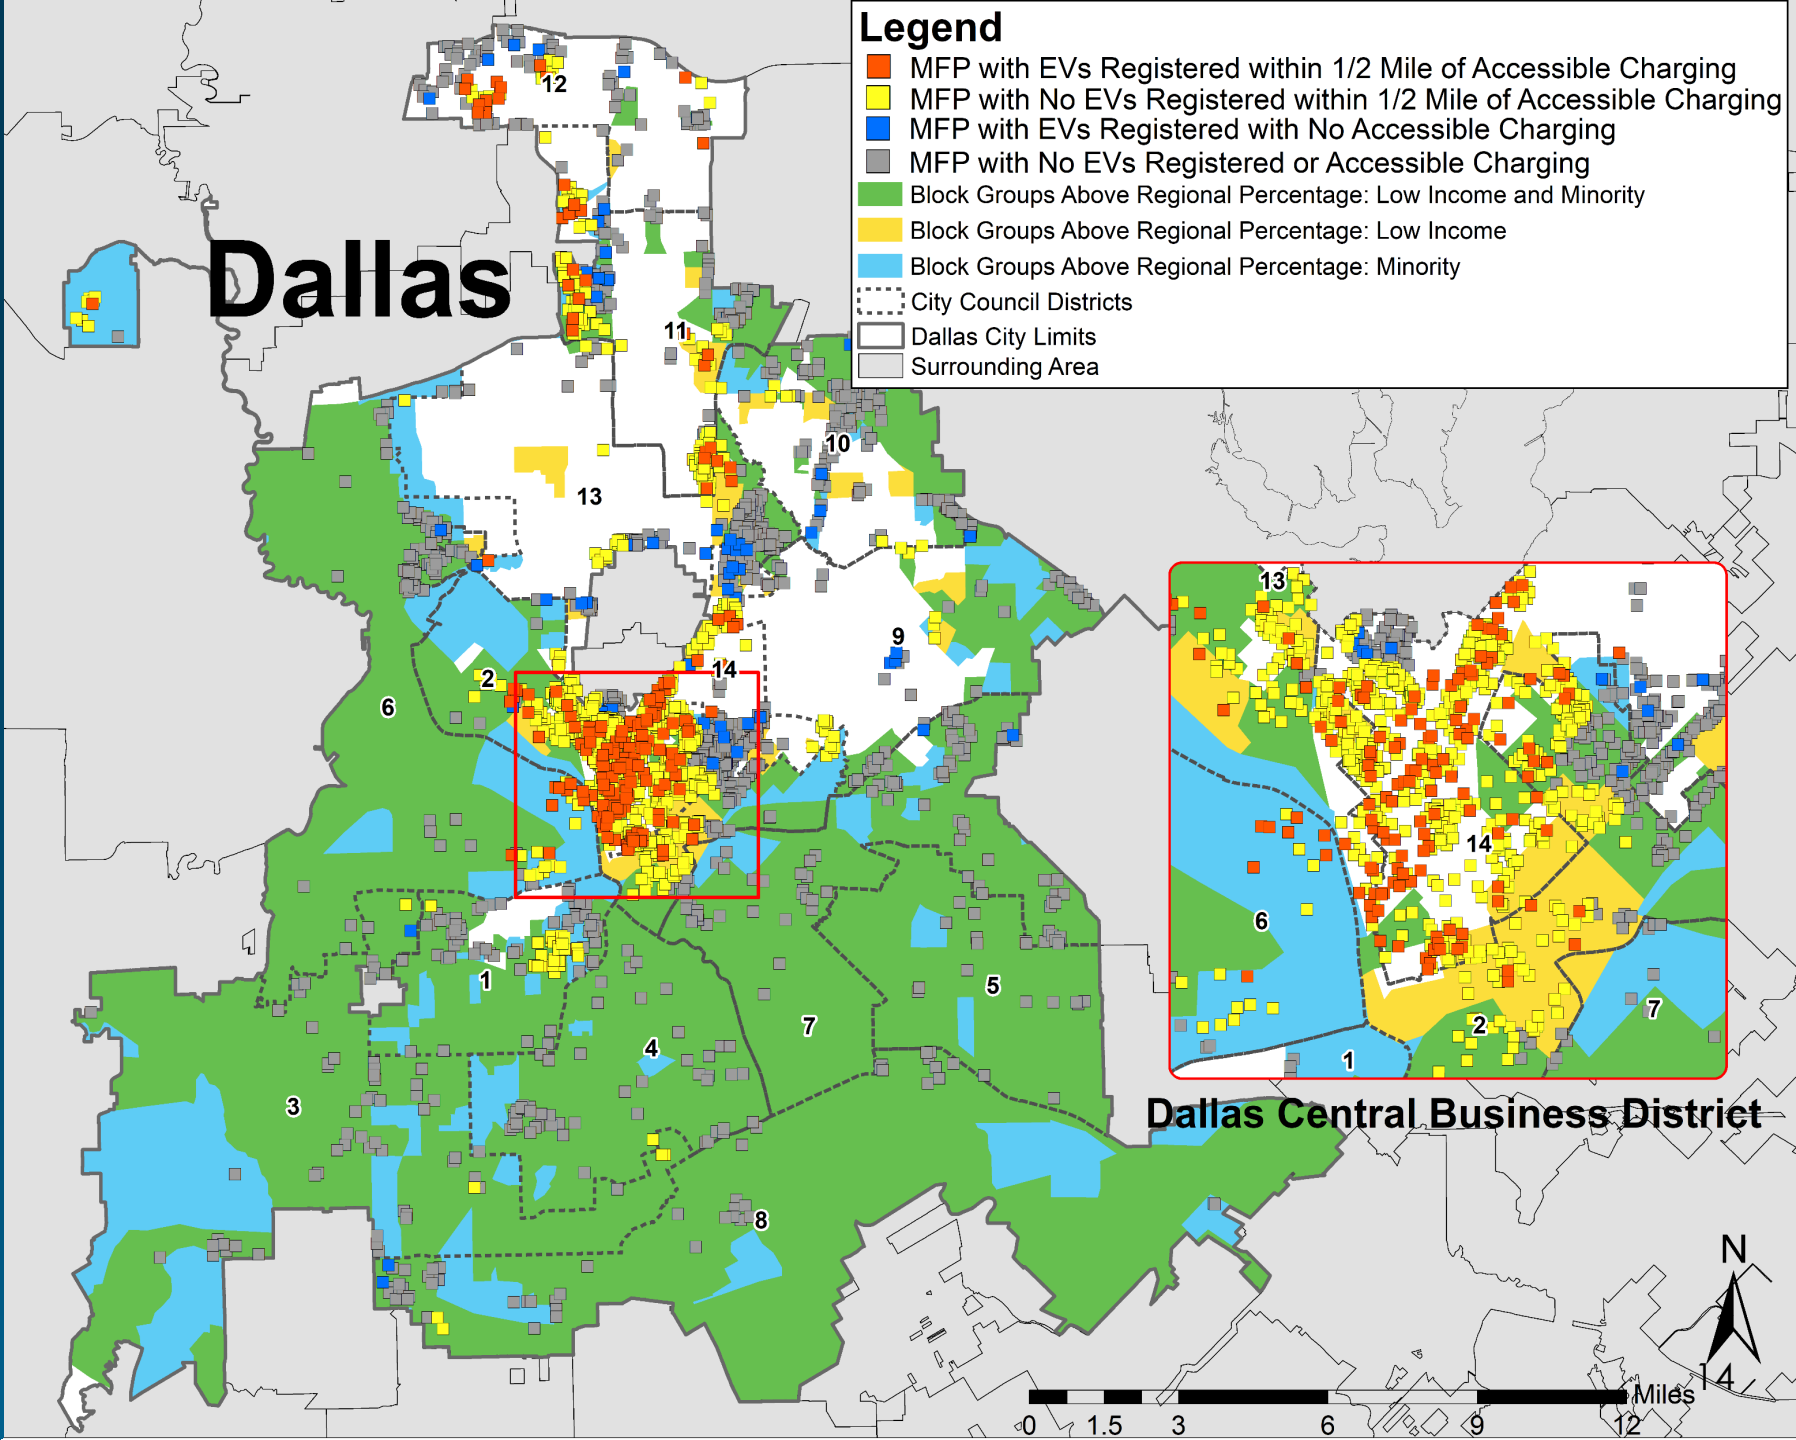 Legend
MFP with EVs Registered within 1/2 Mile of Accessible Charging
MFP with No EVs Registered within 1/2 Mile of Accessible Charging
MFP with EVs Registered with No Accessible Charging
MFP with No EVs Registered or Accessible Charging
Block Groups Above Regional Percentage: Low Income and Minority
Block Groups Above Regional Percentage: Low Income
Block Groups Above Regional Percentage: Minority
City Council Districts
Dallas City Limits
Surrounding Area
12
Dallas
11
10
13
9
14
2
6
1
5
7
4
3
8
13
14
6
7
2
1
Dallas Central Business District
N
14
Miles
0 1.5 3 6 9 12